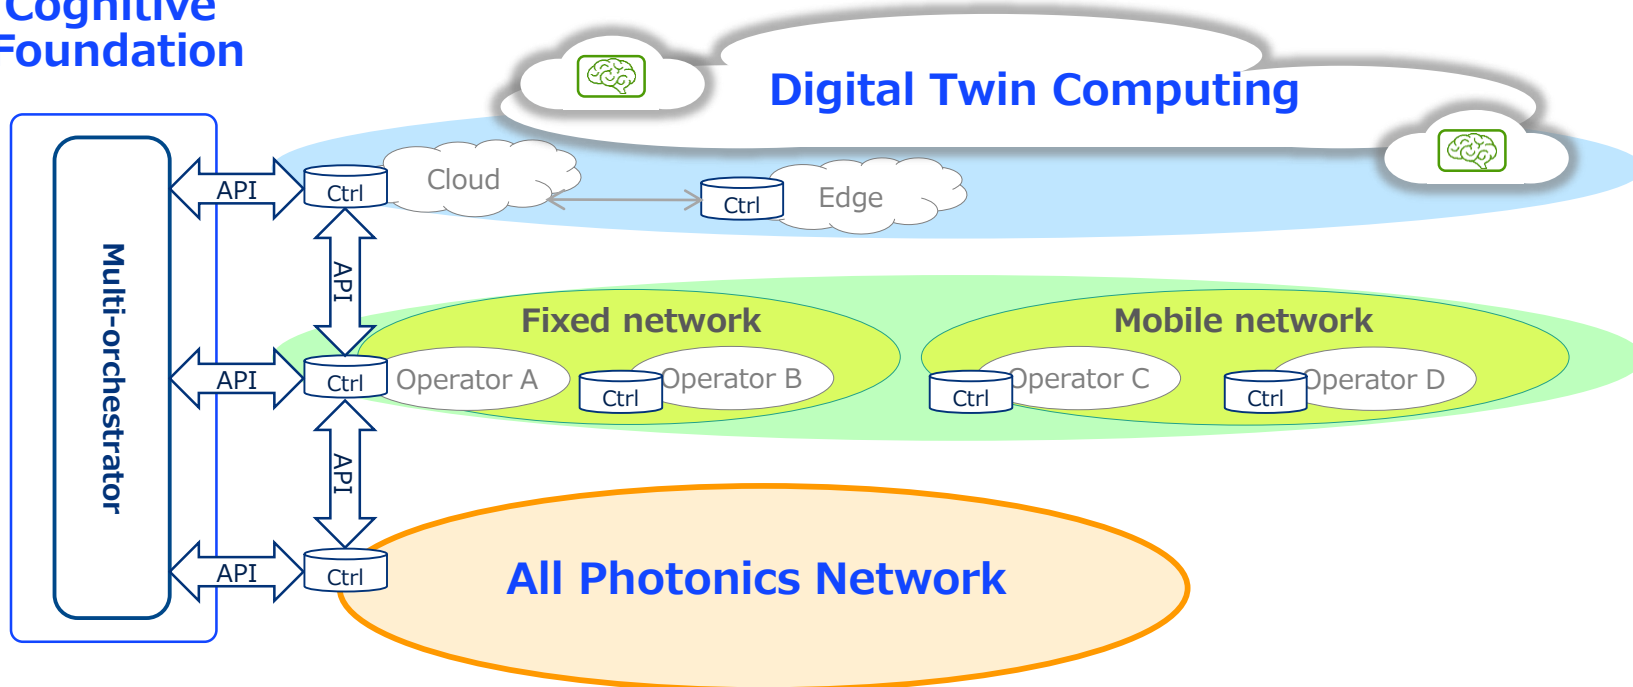 Cognitive
Foundation
Digital Twin Computing
Cloud
Edge
API
Ctrl
Ctrl
API
Multi-orchestrator
Fixed network
Mobile network
API
Ctrl
Operator A
Ctrl
Operator B
Ctrl
Operator C
Ctrl
Operator D
API
API
Ctrl
All Photonics Network